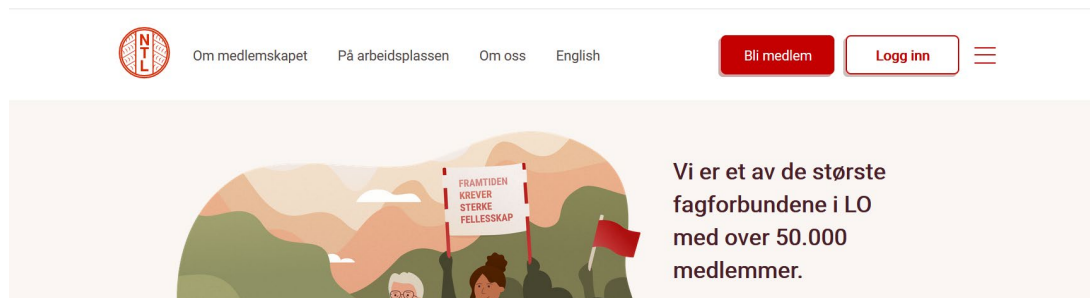 NTL
Om medlemskapet På arbeidsplassen Om oss English Bli medlem Logg inn
FRAMTIDEN
KREVER
STERKE
FELLESSKAP
Vi er et av de største
fagforbundene i LO
med over 50.000
medlemmer.